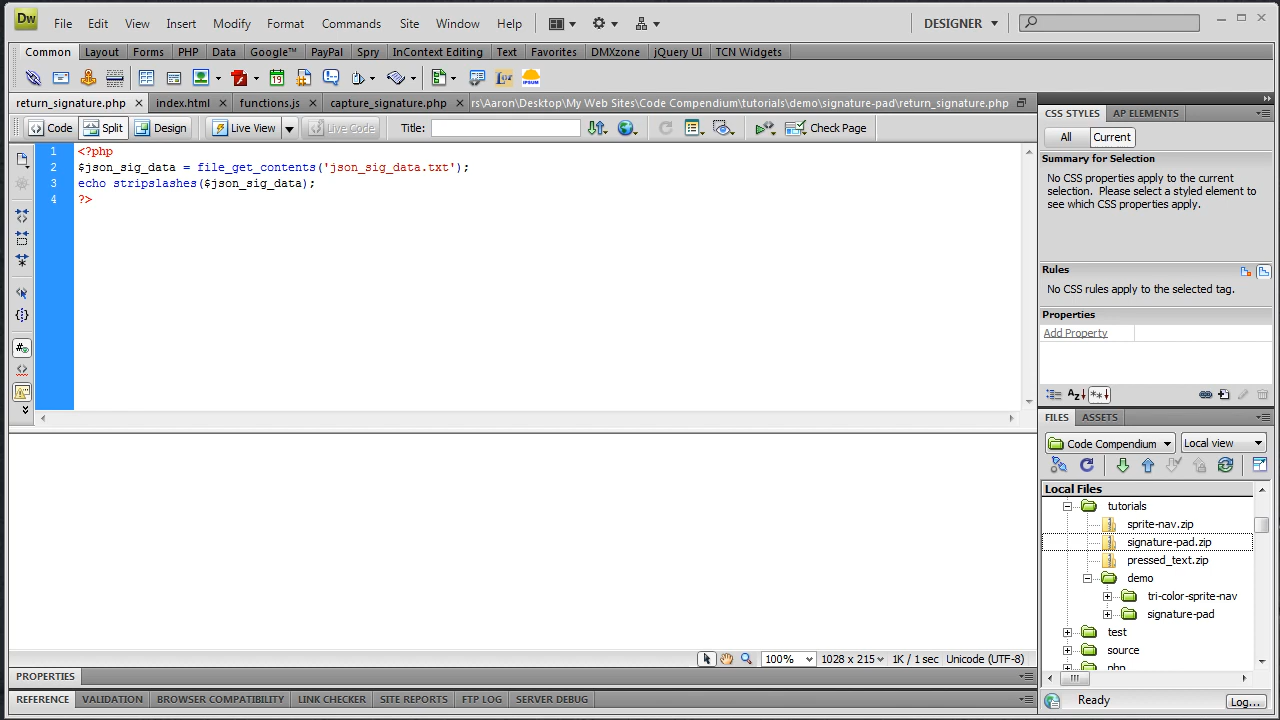 Dw File Edit View Insert Modify Format Commands Site Window Help DESIGNER
Common Layout Forms PHP Data Google™ PayPal Spry InContext Editing Text Favorites DMXzone jQuery UI TCN Widgets
return_signature.php index.html functions.js capture_signature.php rs\Aaron\Desktop\My Web Sites\Code Compendium\tutorials\demo\signature-pad\return_signature.php
Code Split Design Live View Live Code Title: Check Page
1 <?php
2 $json_sig_data = file_get_contents('json_sig_data.txt');
3 echo stripslashes($json_sig_data);
4 ?>
100% 1028 x 215 1K / 1 sec Unicode (UTF-8)
PROPERTIES
REFERENCE VALIDATION BROWSER COMPATIBILITY LINK CHECKER SITE REPORTS FTP LOG SERVER DEBUG
CSS STYLES AP ELEMENTS
All Current
Summary for Selection
No CSS properties apply to the current
selection. Please select a styled element to
see which CSS properties apply.
Rules
No CSS rules apply to the selected tag.
Properties
Add Property
FILES ASSETS
Code Compendium Local view
Local Files
tutorials
sprite-nav.zip
signature-pad.zip
pressed_text.zip
demo
tri-color-sprite-nav
signature-pad
test
source
php
Ready Log...